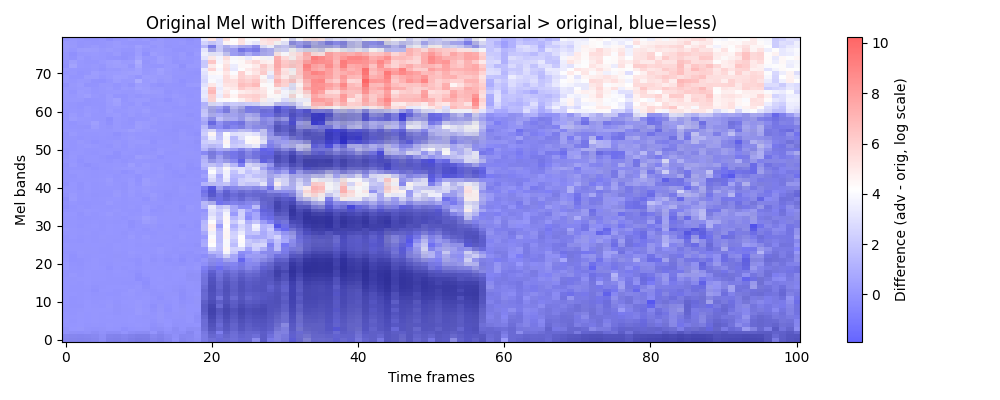 Original Mel with Differences (red=adversarial > original, blue=less)
70
60
50
40
30
20
10
0
Mel bands
0 20 40 60 80 100
Time frames
10
8
6
4
2
0
Difference (adv - orig, log scale)